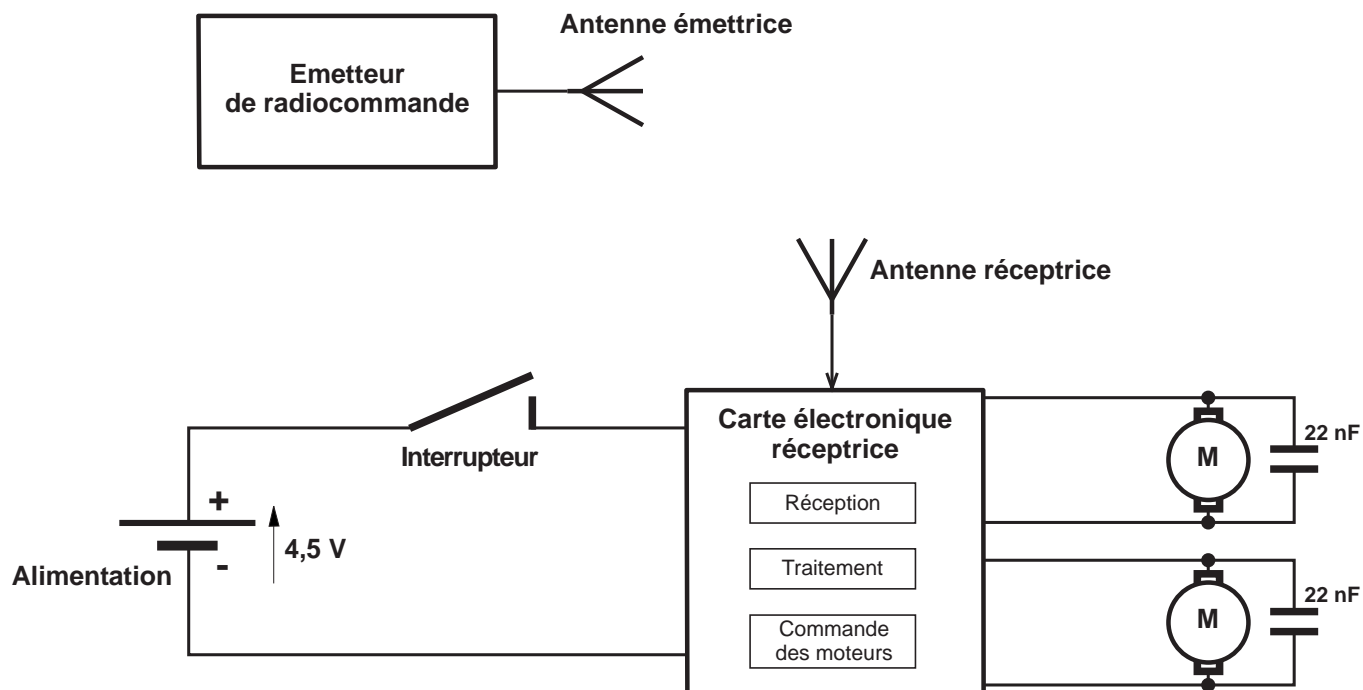 Antenne émettrice
Emetteur
de radiocommande
Antenne réceptrice
Carte électronique
réceptrice
Interrupteur
22 nF
M
+
Réception
4,5 V
-
Alimentation
Traitement
22 nF
M
Commande
des moteurs